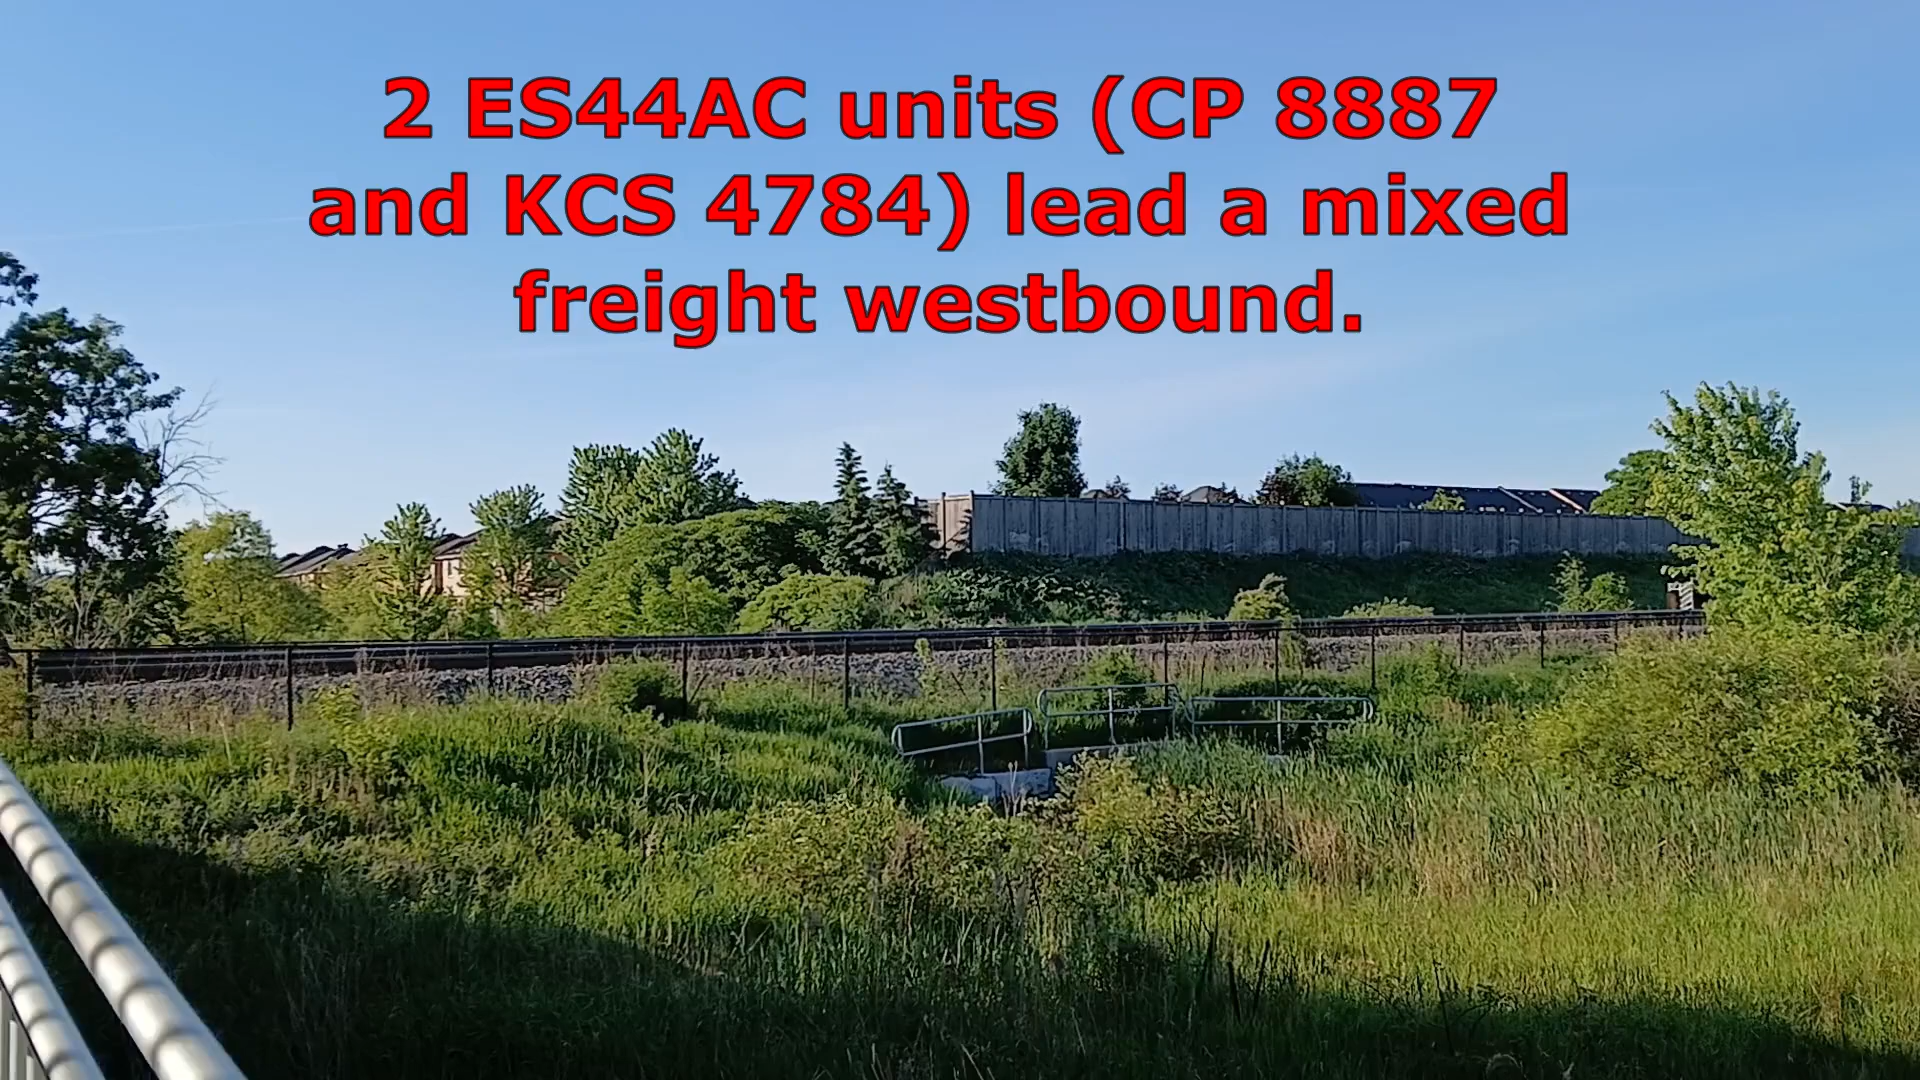 2 ES44AC units (CP 8887
and KCS 4784) lead a mixed
freight westbound.